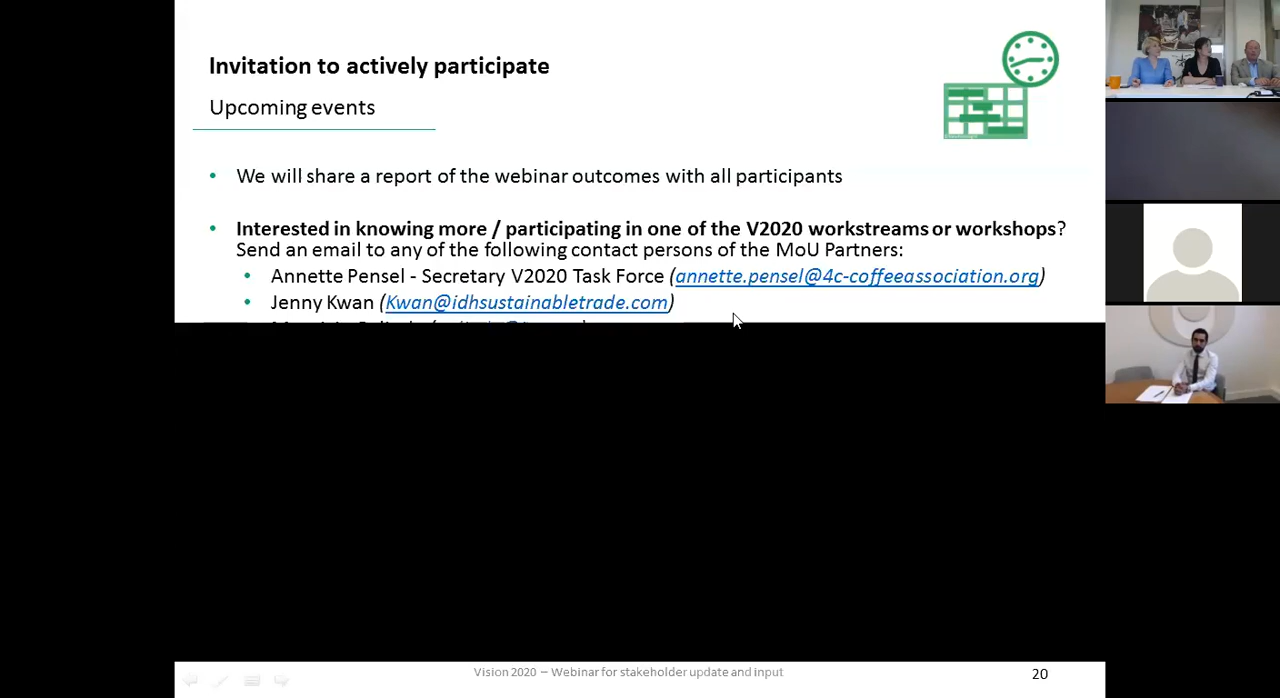 Invitation to actively participate
Upcoming events
• We will share a report of the webinar outcomes with all participants
• Interested in knowing more / participating in one of the V2020 workstreams or workshops?
Send an email to any of the following contact persons of the MoU Partners:
• Annette Pensel - Secretary V2020 Task Force (annette.pensel@4c-coffeeassociation.org)
• Jenny Kwan (Kwan@idhsustainabletrade.com)
Vision 2020 – Webinar for stakeholder update and input
20